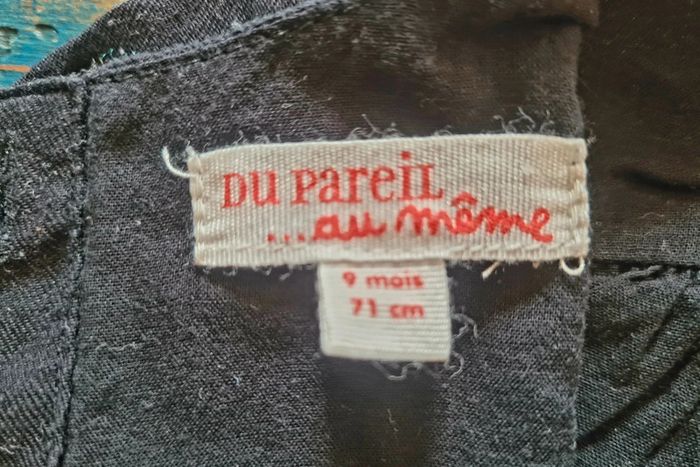 DU PareiL
...au même
9 mois
71 cm